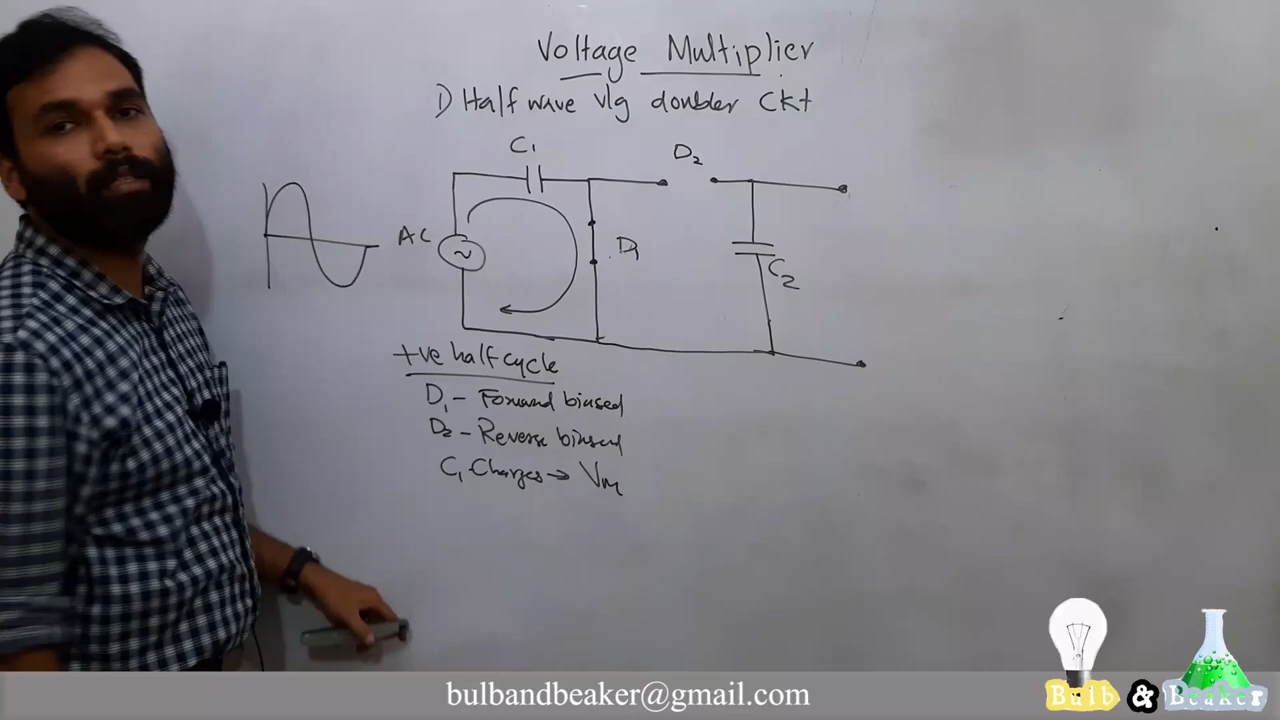 Voltage Multiplier
1) Half wave vlg doubler Ckt
C1
D2
AC
~
D1
C2
+ve half cycle
D1 - Forward biased
D2 - Reverse biased
C1 Charges → Vm
bulbandbeaker@gmail.com
Bulb & Beaker